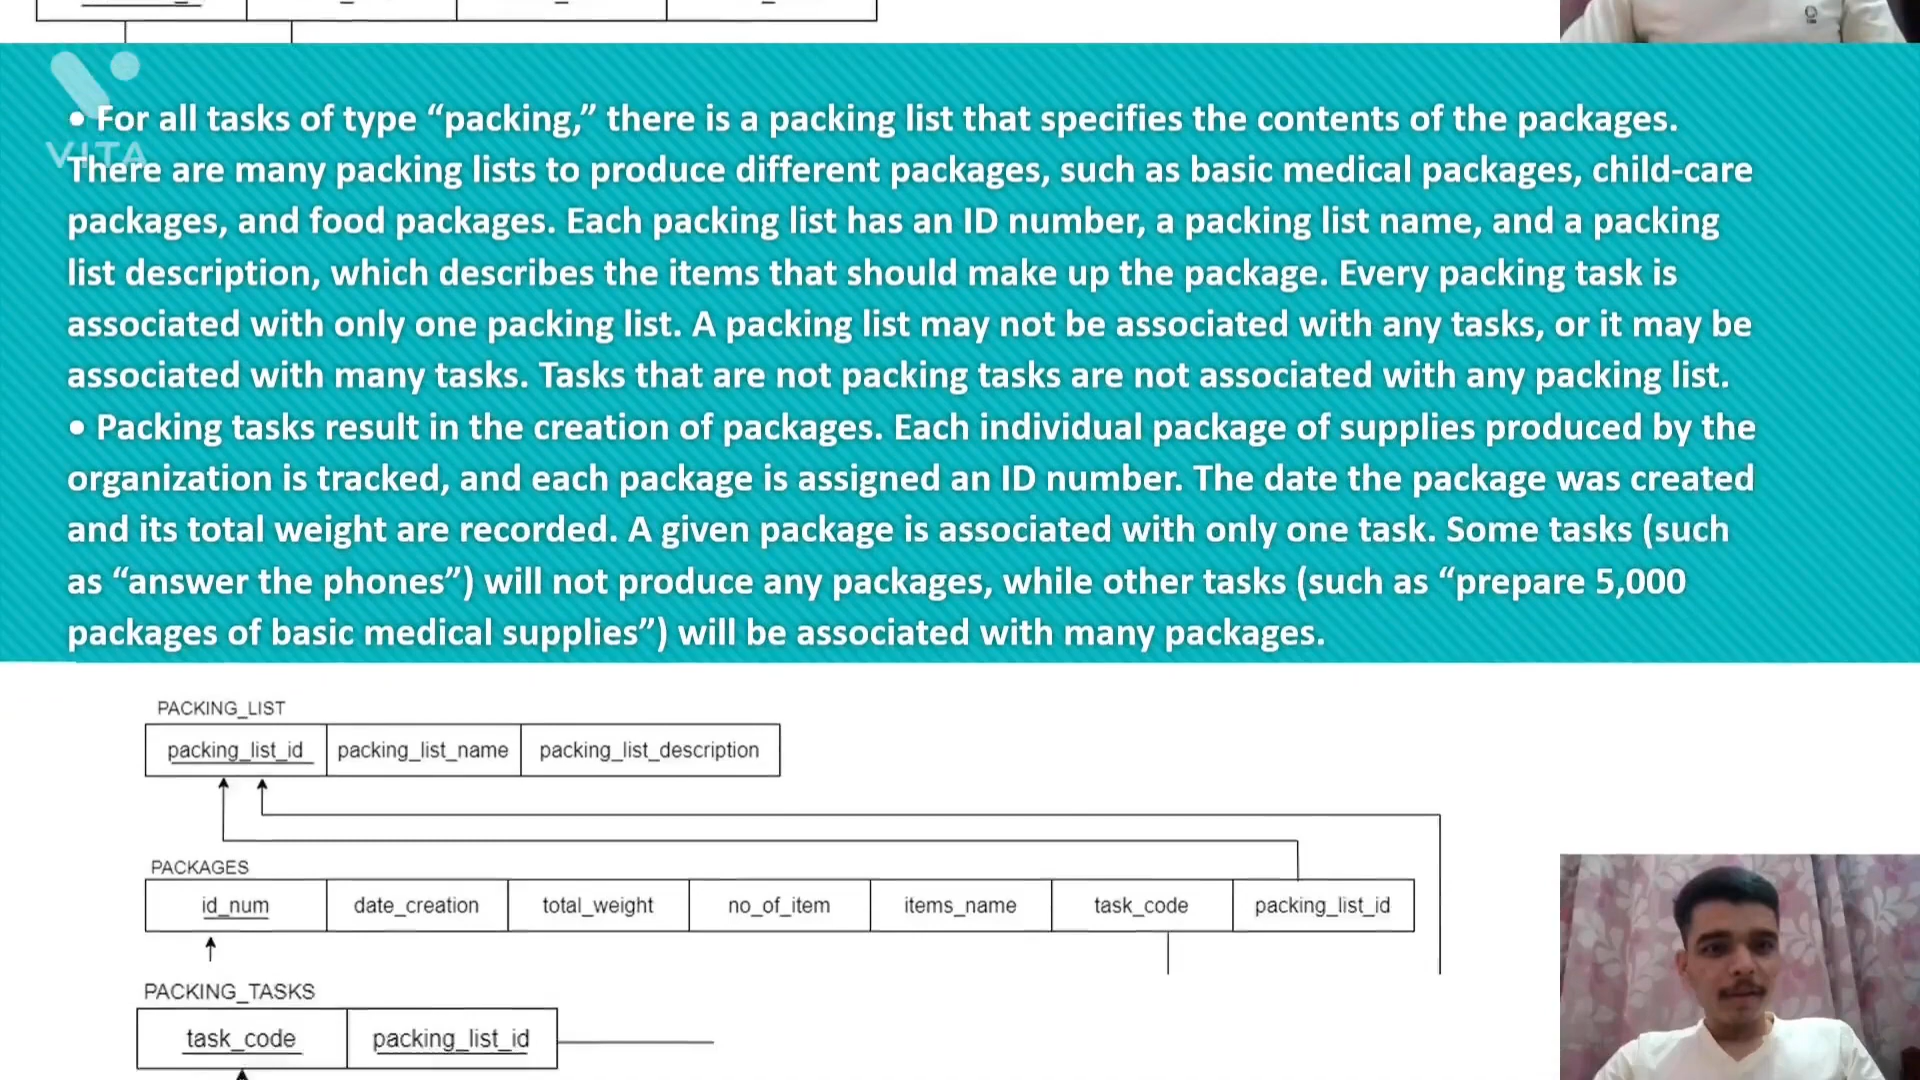 VITA
• For all tasks of type “packing,” there is a packing list that specifies the contents of the packages.
There are many packing lists to produce different packages, such as basic medical packages, child-care
packages, and food packages. Each packing list has an ID number, a packing list name, and a packing
list description, which describes the items that should make up the package. Every packing task is
associated with only one packing list. A packing list may not be associated with any tasks, or it may be
associated with many tasks. Tasks that are not packing tasks are not associated with any packing list.
• Packing tasks result in the creation of packages. Each individual package of supplies produced by the
organization is tracked, and each package is assigned an ID number. The date the package was created
and its total weight are recorded. A given package is associated with only one task. Some tasks (such
as “answer the phones”) will not produce any packages, while other tasks (such as “prepare 5,000
packages of basic medical supplies”) will be associated with many packages.
PACKING_LIST
packing_list_id packing_list_name packing_list_description
PACKAGES
id_num date_creation total_weight no_of_item items_name task_code packing_list_id
PACKING_TASKS
task_code packing_list_id